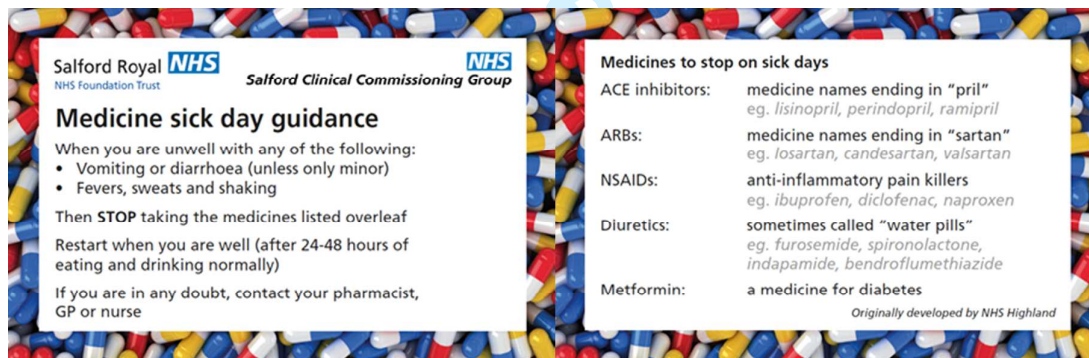 Salford Royal NHS
NHS Foundation Trust
NHS
Salford Clinical Commissioning Group
Medicine sick day guidance
When you are unwell with any of the following:
• Vomiting or diarrhoea (unless only minor)
• Fevers, sweats and shaking
Then STOP taking the medicines listed overleaf
Restart when you are well (after 24-48 hours of
eating and drinking normally)
If you are in any doubt, contact your pharmacist,
GP or nurse
Medicines to stop on sick days
ACE inhibitors: medicine names ending in “pril”
eg. lisinopril, perindopril, ramipril
ARBs: medicine names ending in “sartan”
eg. losartan, candesartan, valsartan
NSAIDs: anti-inflammatory pain killers
eg. ibuprofen, diclofenac, naproxen
Diuretics: sometimes called “water pills”
eg. furosemide, spironolactone,
indapamide, bendroflumethiazide
Metformin: a medicine for diabetes
Originally developed by NHS Highland